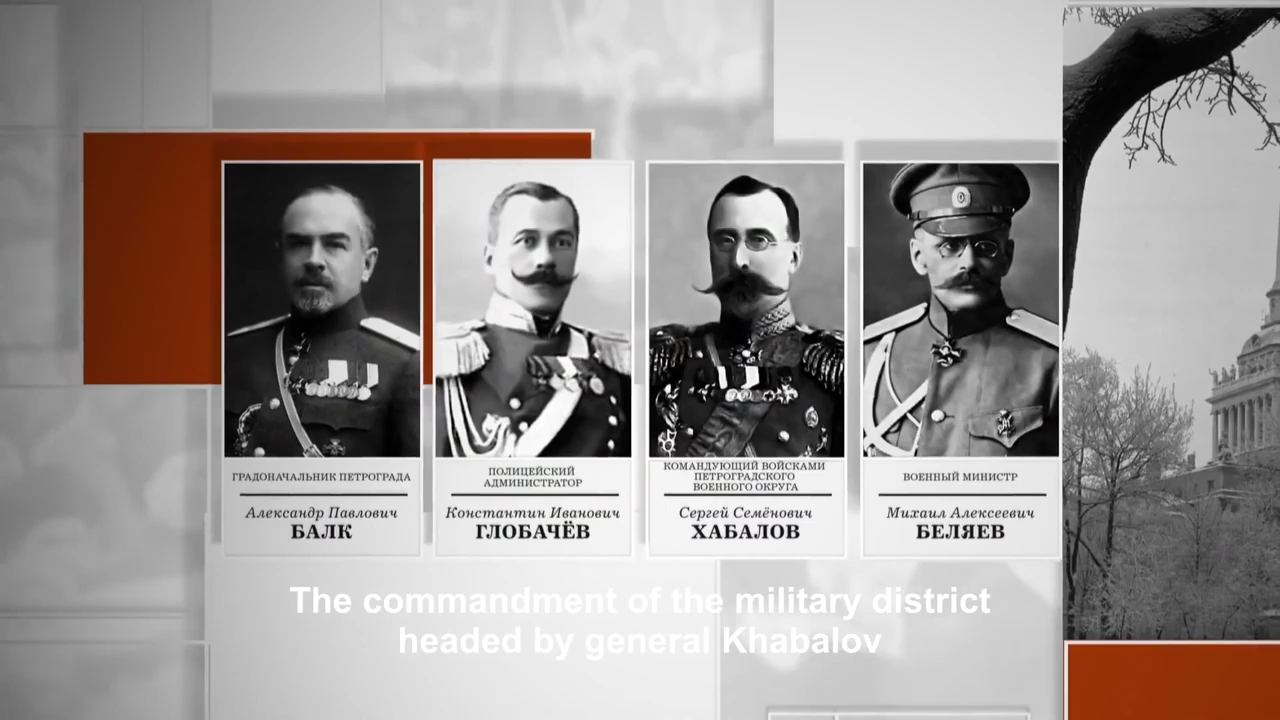 ГРАДОНАЧАЛЬНИК ПЕТРОГРАДА
Александр Павлович
БАЛК
ПОЛИЦЕЙСКИЙ
АДМИНИСТРАТОР
Константин Иванович
ГЛОБАЧЁВ
КОМАНДУЮЩИЙ ВОЙСКАМИ
ПЕТРОГРАДСКОГО
ВОЕННОГО ОКРУГА
Сергей Семёнович
ХАБАЛОВ
ВОЕННЫЙ МИНИСТР
Михаил Алексеевич
БЕЛЯЕВ
The commandment of the military district
headed by general Khabalov